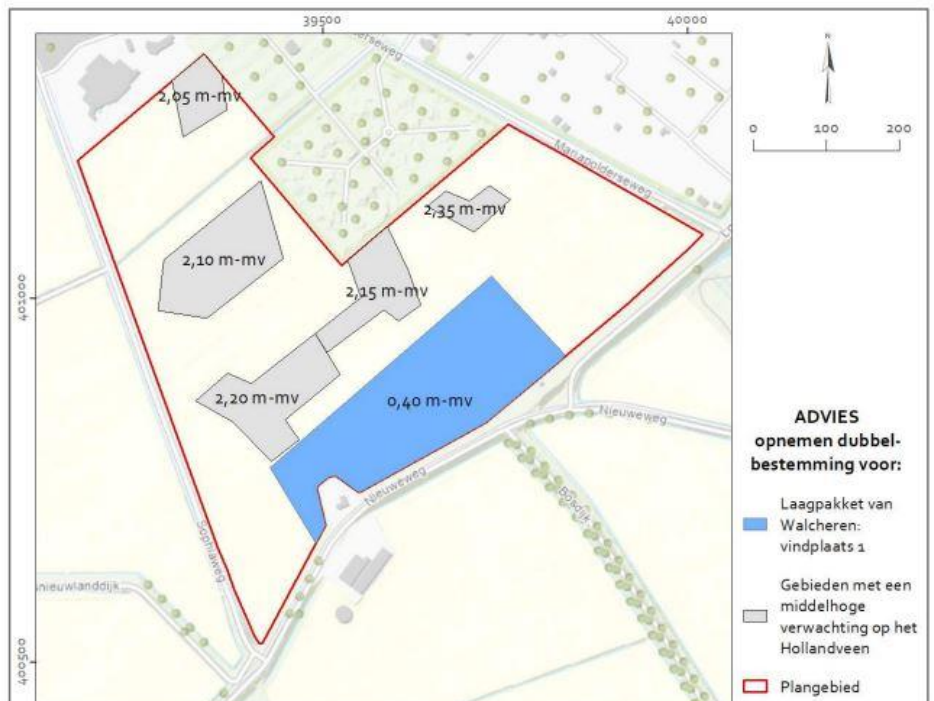 39500
40000
N
0 100 200
2,05 m-mv
Mariapolderseweg
2,35 m-mv
2,10 m-mv
2,15 m-mv
401000
2,20 m-mv
0,40 m-mv
Nieuweweg
Nieuweweg
Bosdijk
Sophiaweg
nieuwlanddijk
400500
ADVIES
opnemen dubbel-
bestemming voor:
Laagpakket van
Walcheren:
vindplaats 1
Gebieden met een
middelhoge
verwachting op het
Hollandveen
Plangebied